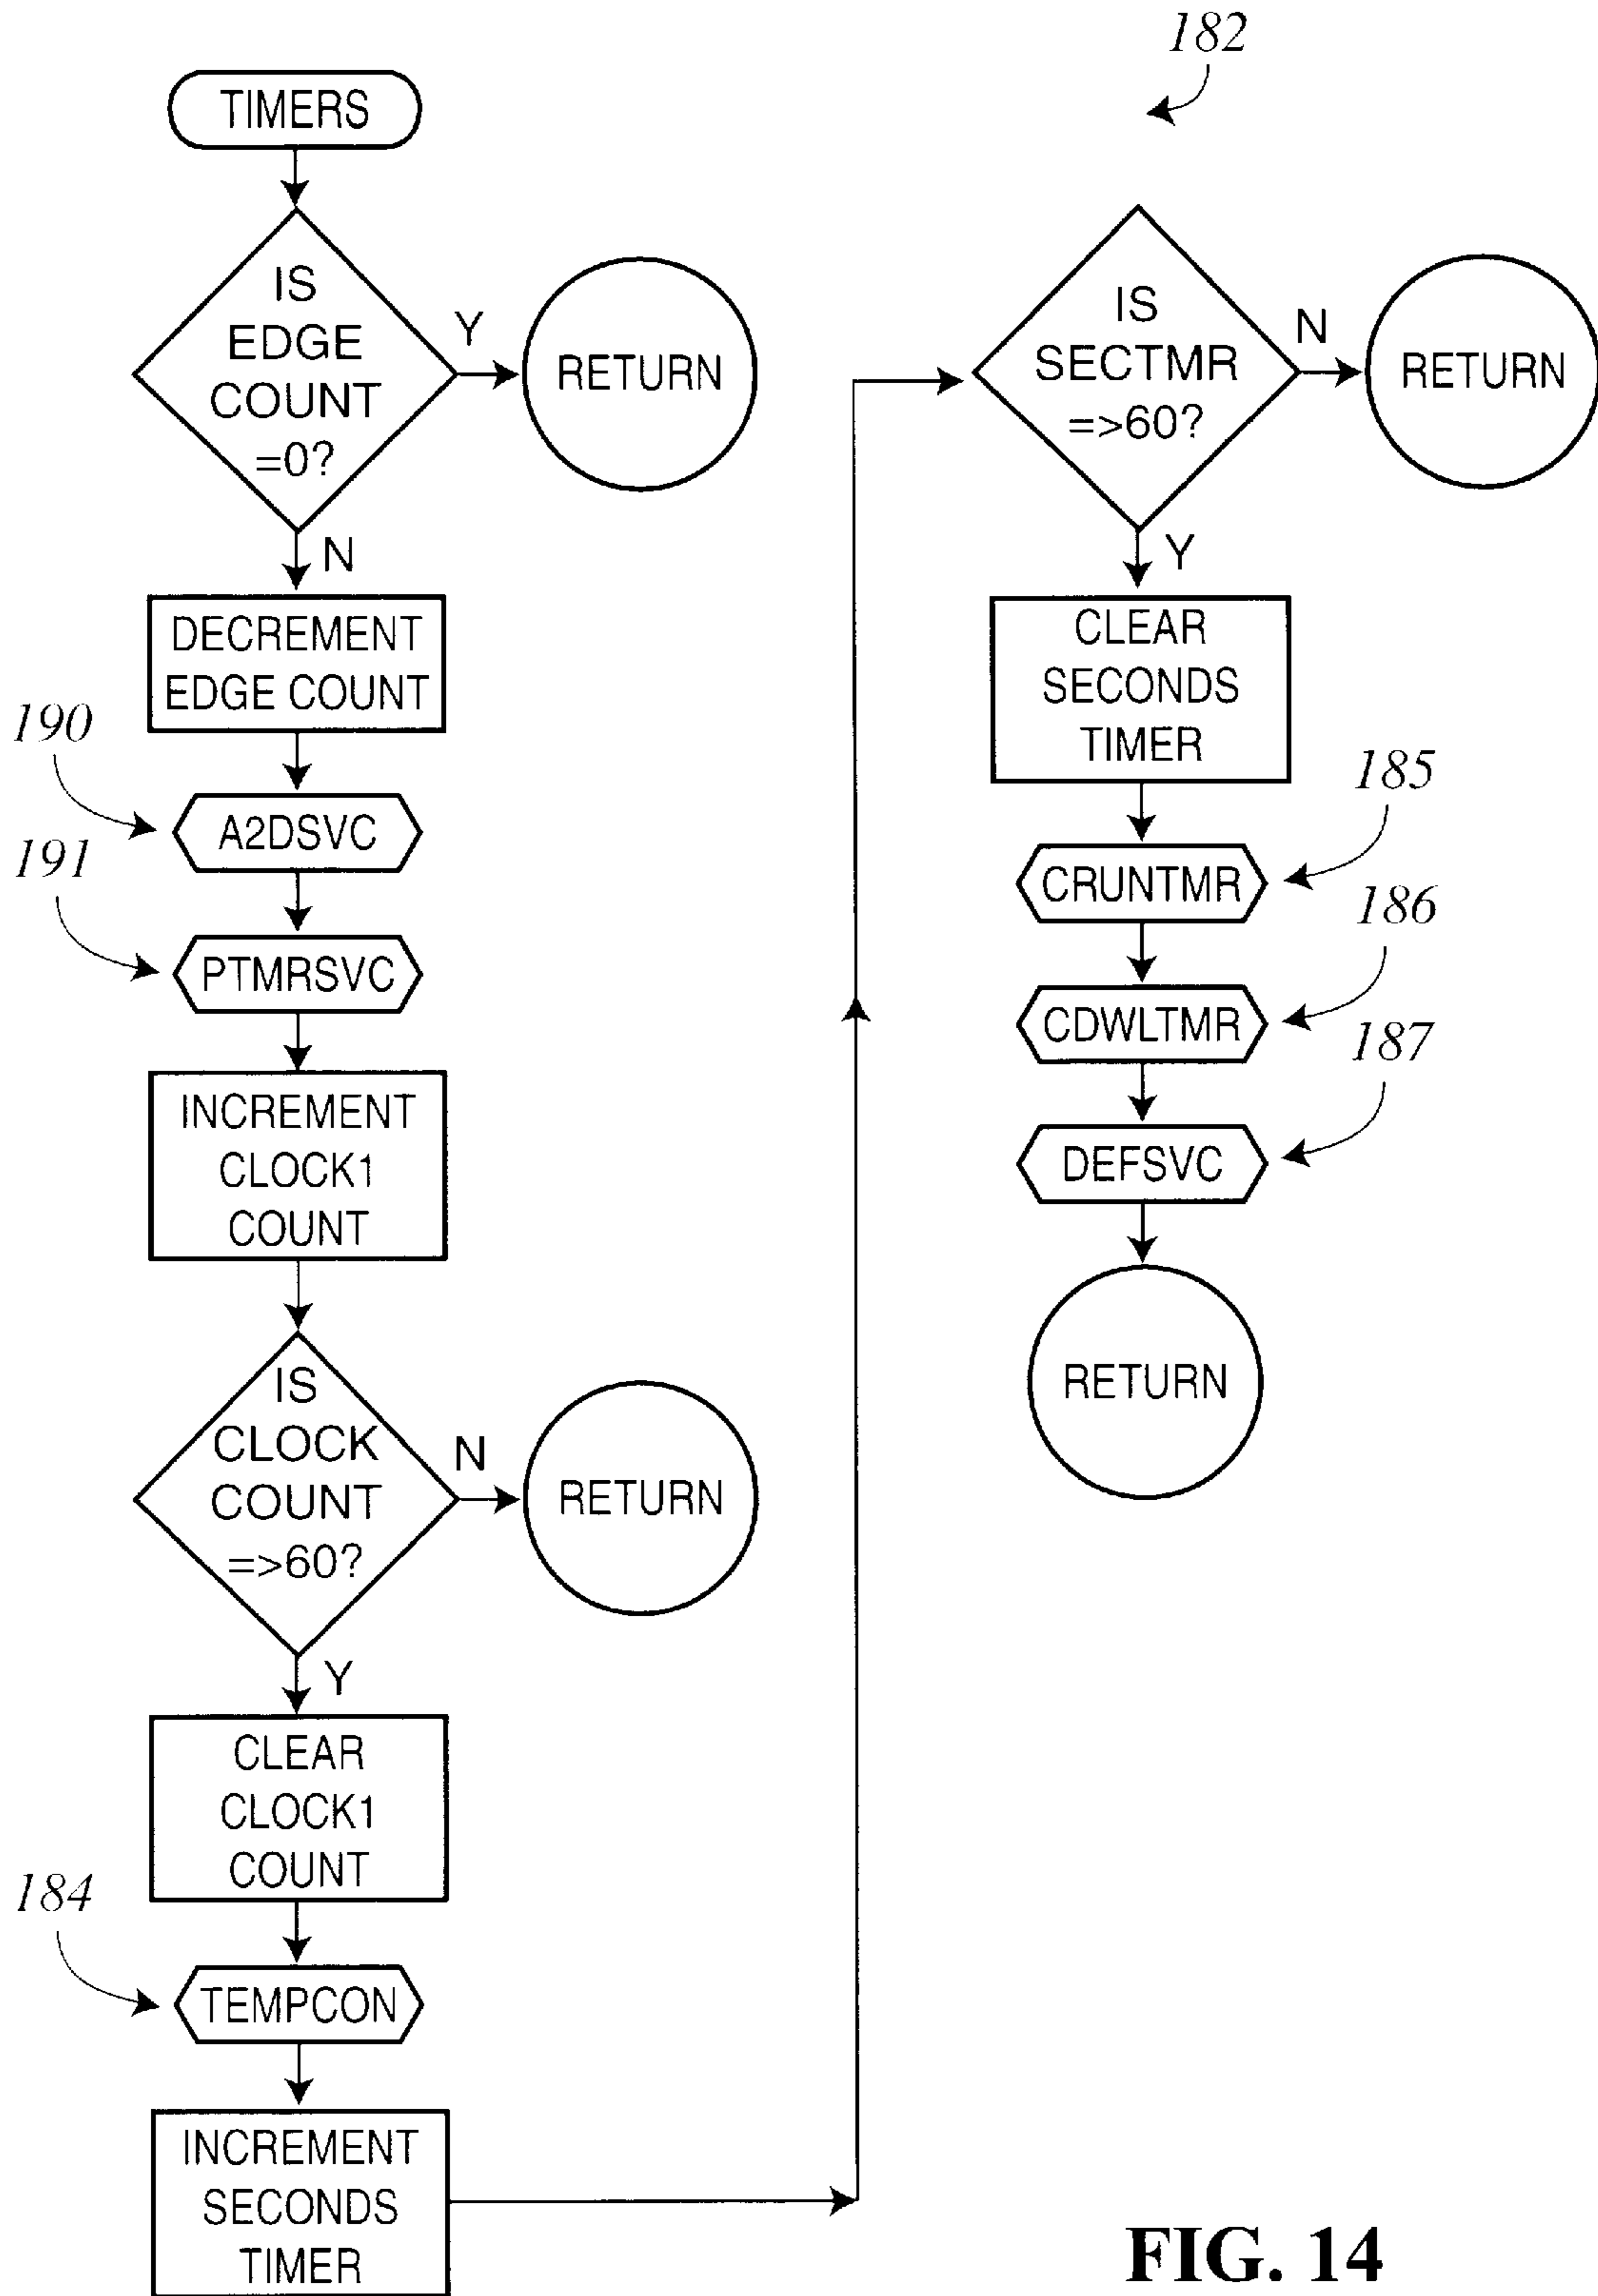 TIMERS
IS
EDGE
COUNT
=0?
Y
RETURN
N
DECREMENT
EDGE COUNT
190
A2DSVC
191
PTMRSVC
INCREMENT
CLOCK1
COUNT
IS
CLOCK
COUNT
=>60?
N
RETURN
Y
CLEAR
CLOCK1
COUNT
184
TEMPCON
INCREMENT
SECONDS
TIMER
182
IS
SECTMR
=>60?
N
RETURN
Y
CLEAR
SECONDS
TIMER
185
CRUNTMR
186
CDWLTMR
187
DEFSVC
RETURN
FIG. 14